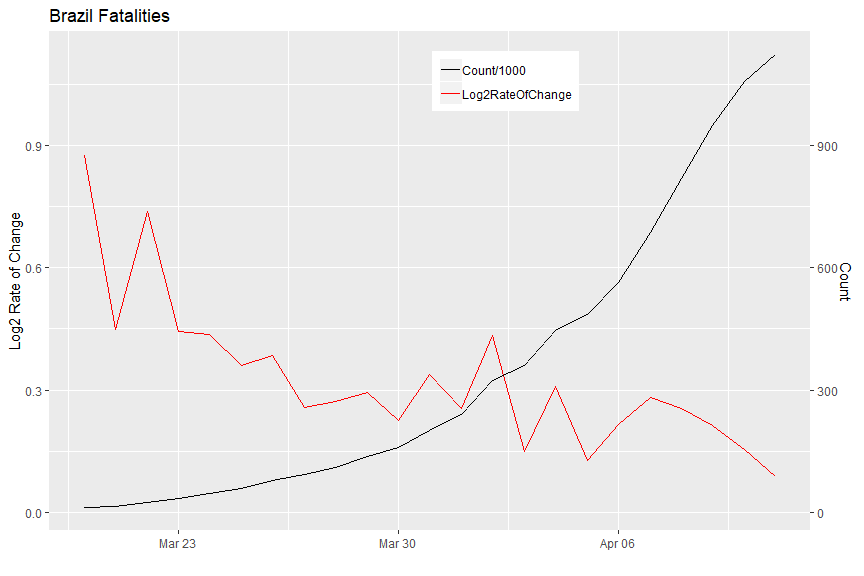 Brazil Fatalities
Count/1000
Log2RateOfChange
0.9
0.6
0.3
0.0
Log2 Rate of Change
900
600
300
0
Count
Mar 23
Mar 30
Apr 06